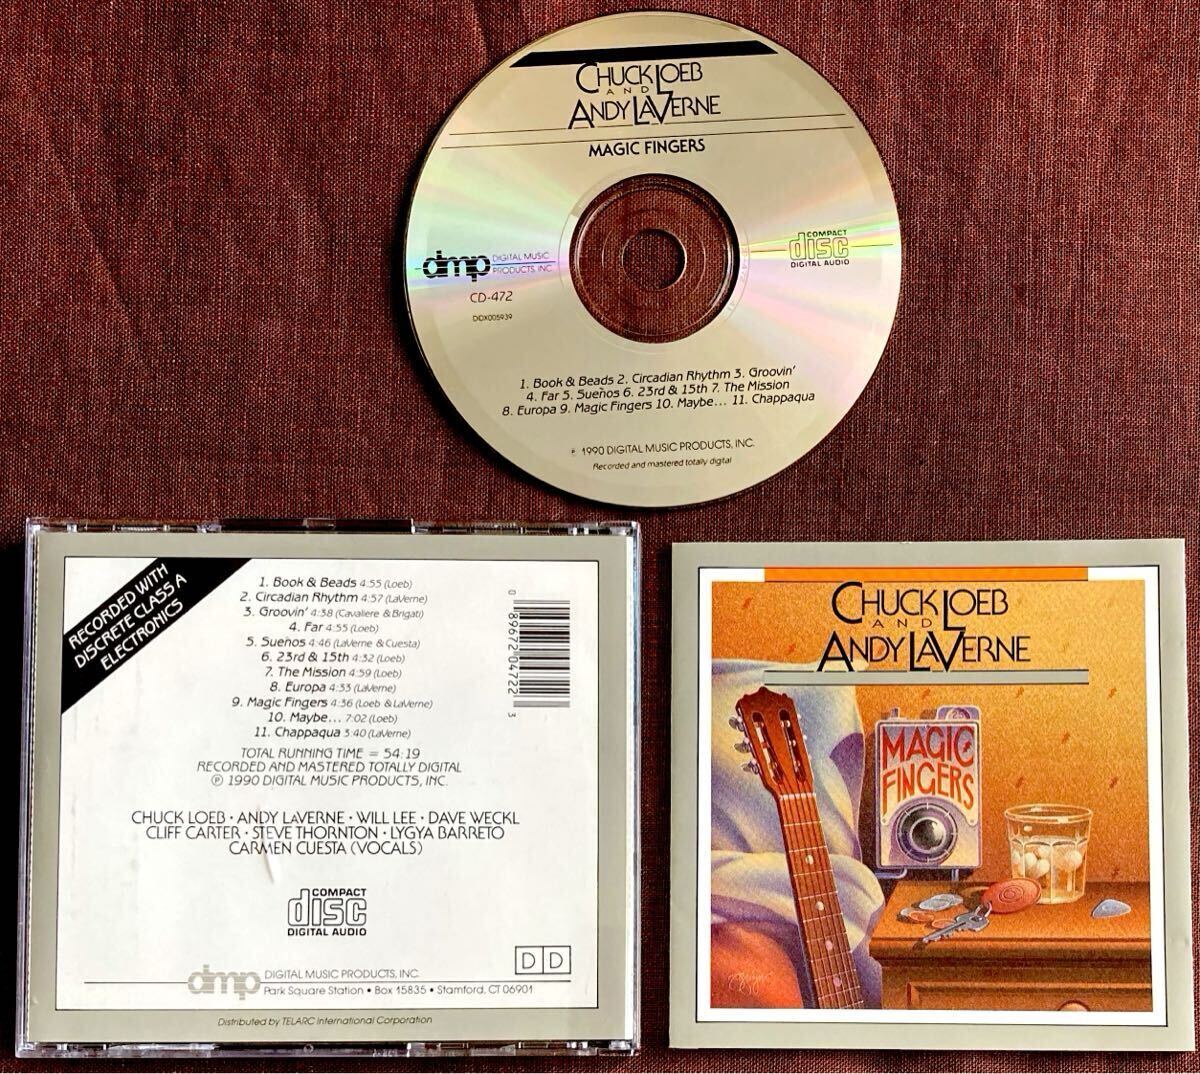 CHUCK LOEB
AND
ANDY LAVERNE
MAGIC FINGERS
dmp DIGITAL MUSIC
PRODUCTS, INC.
CD-472
DIDX005939
COMPACT
disc
DIGITAL AUDIO
1. Book & Beads 2. Circadian Rhythm 3. Groovin'
4. Far 5. Sueños 6. 23rd & 15th 7. The Mission
8. Europa 9. Magic Fingers 10. Maybe... 11. Chappaqua
℗ 1990 DIGITAL MUSIC PRODUCTS, INC.
Recorded and mastered totally digital
RECORDED WITH
DISCRETE CLASS A
ELECTRONICS
1. Book & Beads 4:55 (Loeb)
2. Circadian Rhythm 4:57 (LaVerne)
3. Groovin' 4:38 (Cavaliere & Brigati)
4. Far 4:55 (Loeb)
5. Sueños 4:46 (LaVerne & Cuesta)
6. 23rd & 15th 4:32 (Loeb)
7. The Mission 4:59 (Loeb)
8. Europa 4:33 (LaVerne)
9. Magic Fingers 4:36 (Loeb & LaVerne)
10. Maybe... 7:02 (Loeb)
11. Chappaqua 3:40 (LaVerne)
TOTAL RUNNING TIME = 54:19
RECORDED AND MASTERED TOTALLY DIGITAL
℗ 1990 DIGITAL MUSIC PRODUCTS, INC.
0 89672 04722 3
CHUCK LOEB • ANDY LAVERNE • WILL LEE • DAVE WECKL
CLIFF CARTER • STEVE THORNTON • LYGYA BARRETO
CARMEN CUESTA (VOCALS)
COMPACT
disc
DIGITAL AUDIO
DD
dmp DIGITAL MUSIC PRODUCTS, INC.
Park Square Station • Box 15835 • Stamford, CT 06901
Distributed by TELARC International Corporation
CHUCK LOEB
AND
ANDY LAVERNE
25
MAGIC
FINGERS